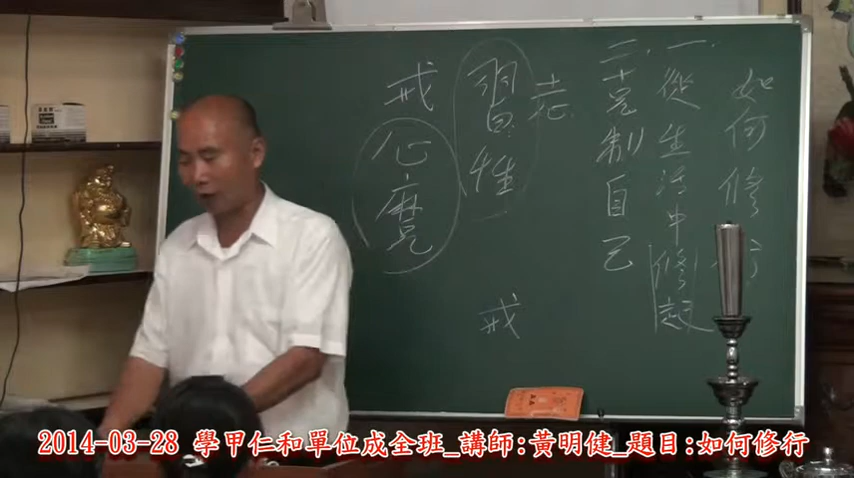 如何修行
一.從生活中修起
二.克制自己
志
習性
戒
戒
心魔
2014-03-28 學甲仁和單位成全班_講師:黃明健_題目:如何修行